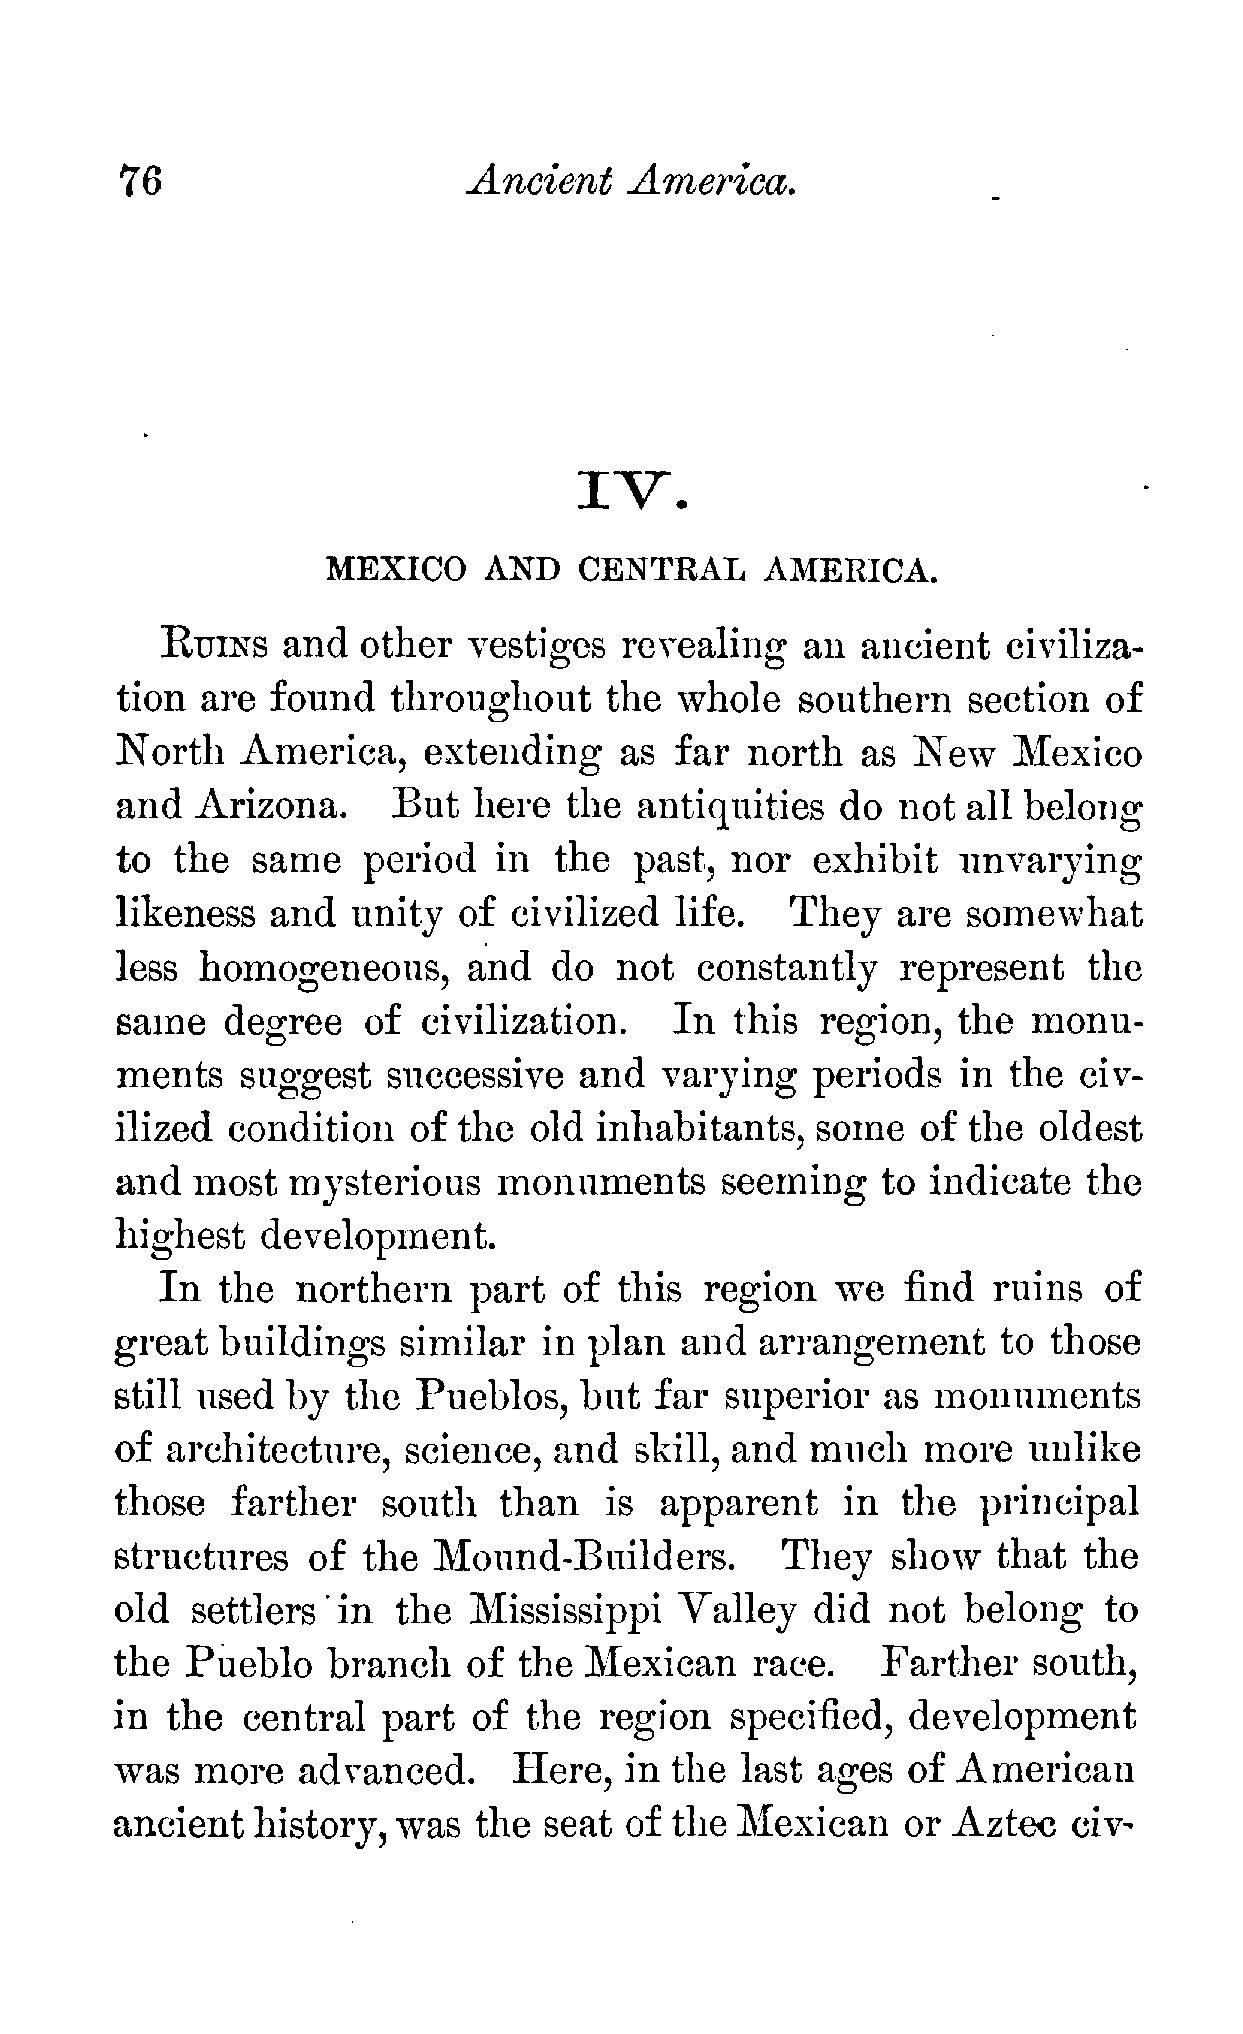 76 Ancient America.
IV.
MEXICO AND CENTRAL AMERICA.
RUINS and other vestiges revealing an ancient civiliza-
tion are found throughout the whole southern section of
North America, extending as far north as New Mexico
and Arizona. But here the antiquities do not all belong
to the same period in the past, nor exhibit unvarying
likeness and unity of civilized life. They are somewhat
less homogeneous, and do not constantly represent the
same degree of civilization. In this region, the monu-
ments suggest successive and varying periods in the civ-
ilized condition of the old inhabitants, some of the oldest
and most mysterious monuments seeming to indicate the
highest development.
In the northern part of this region we find ruins of
great buildings similar in plan and arrangement to those
still used by the Pueblos, but far superior as monuments
of architecture, science, and skill, and much more unlike
those farther south than is apparent in the principal
structures of the Mound-Builders. They show that the
old settlers in the Mississippi Valley did not belong to
the Pueblo branch of the Mexican race. Farther south,
in the central part of the region specified, development
was more advanced. Here, in the last ages of American
ancient history, was the seat of the Mexican or Aztec civ-